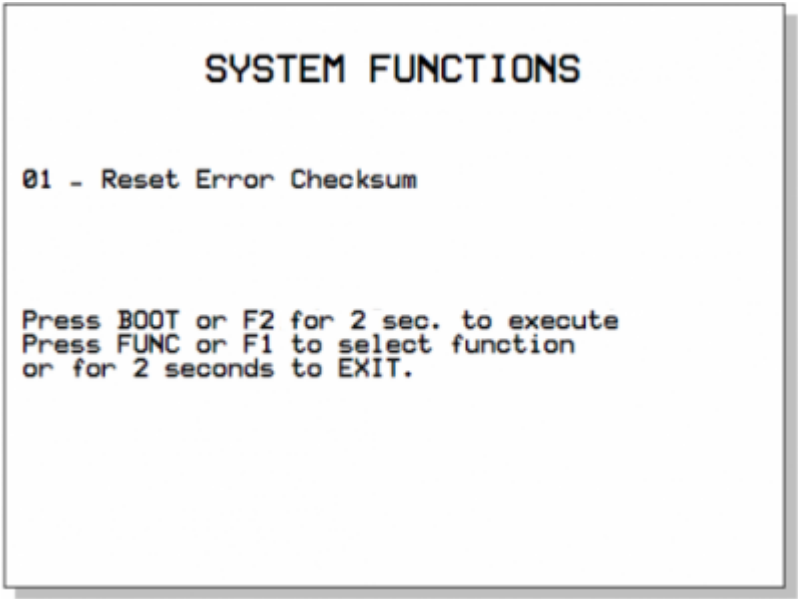 SYSTEM FUNCTIONS
01 - Reset Error Checksum
Press BOOT or F2 for 2 sec. to execute
Press FUNC or F1 to select function
or for 2 seconds to EXIT.